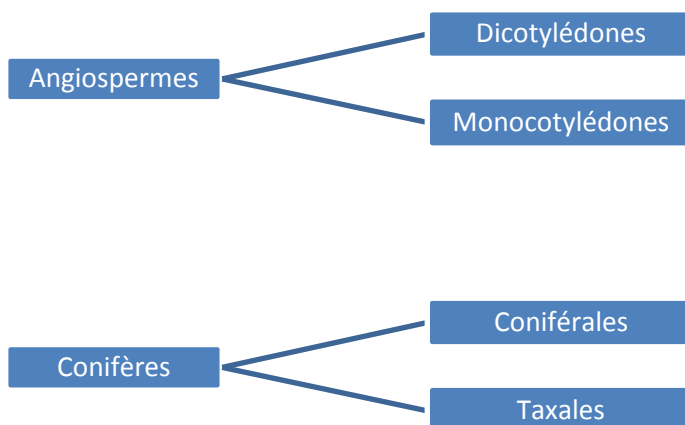 Angiospermes
Dicotylédones
Monocotylédones
Conifères
Coniférales
Taxales